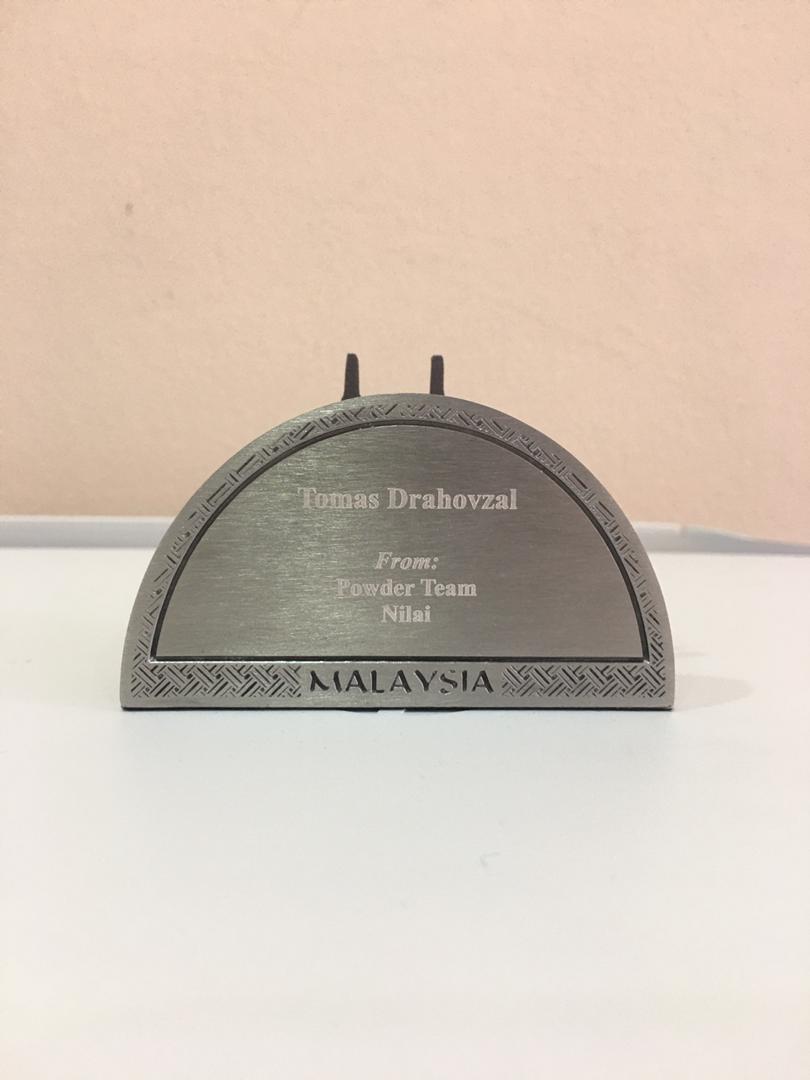 Tomas Drahovzal
From:
Powder Team
Nilai
MALAYSIA